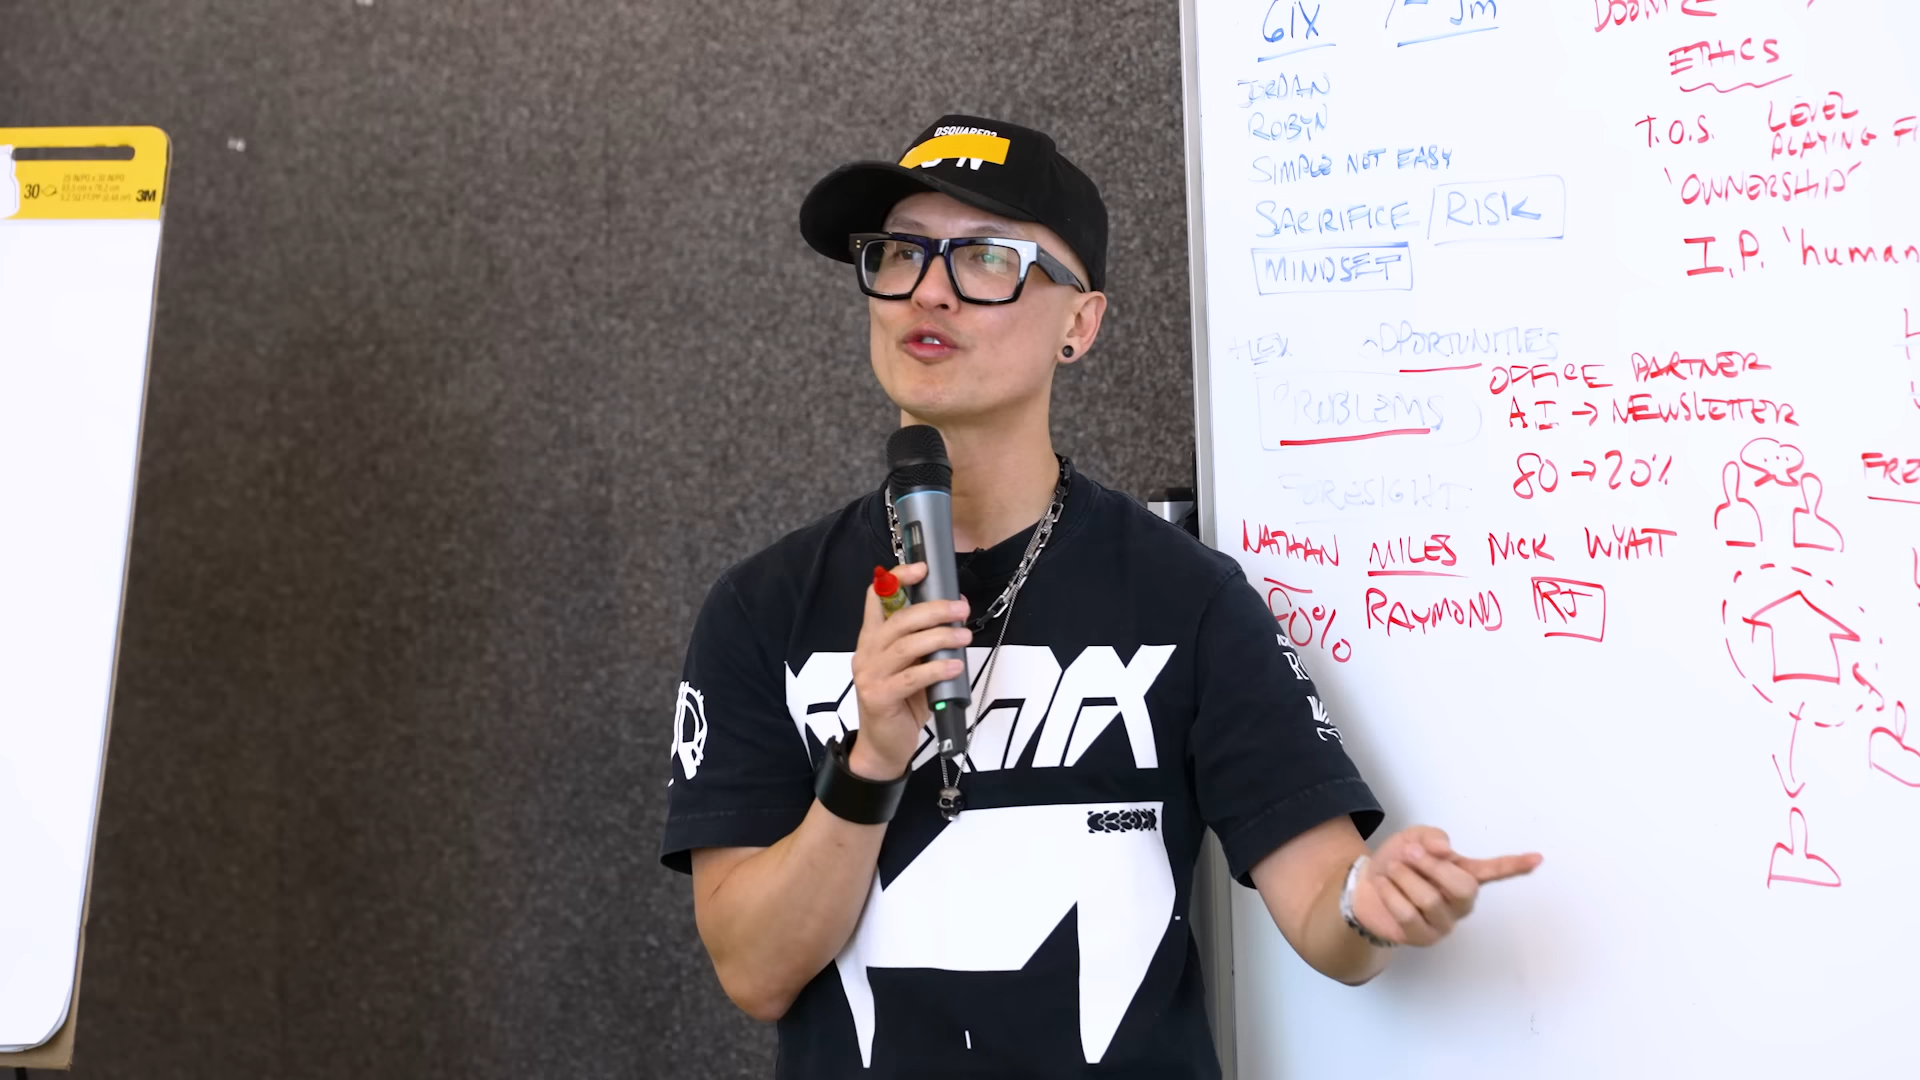 30
3M
DSQUARED2
6IX
JM
JORDAN
ROBYN
SIMPLE NOT EASY
SACRIFICE RISK
MINDSET
OPPORTUNITIES
PROBLEMS
FORESIGHT
OFFICE PARTNER
AI → NEWSLETTER
80 → 20%
NATHAN MILES NICK WYATT
RAYMOND RJ
ETHICS
T.O.S. LEVEL
PLAYING
'OWNERSHIP'
I.P. 'human